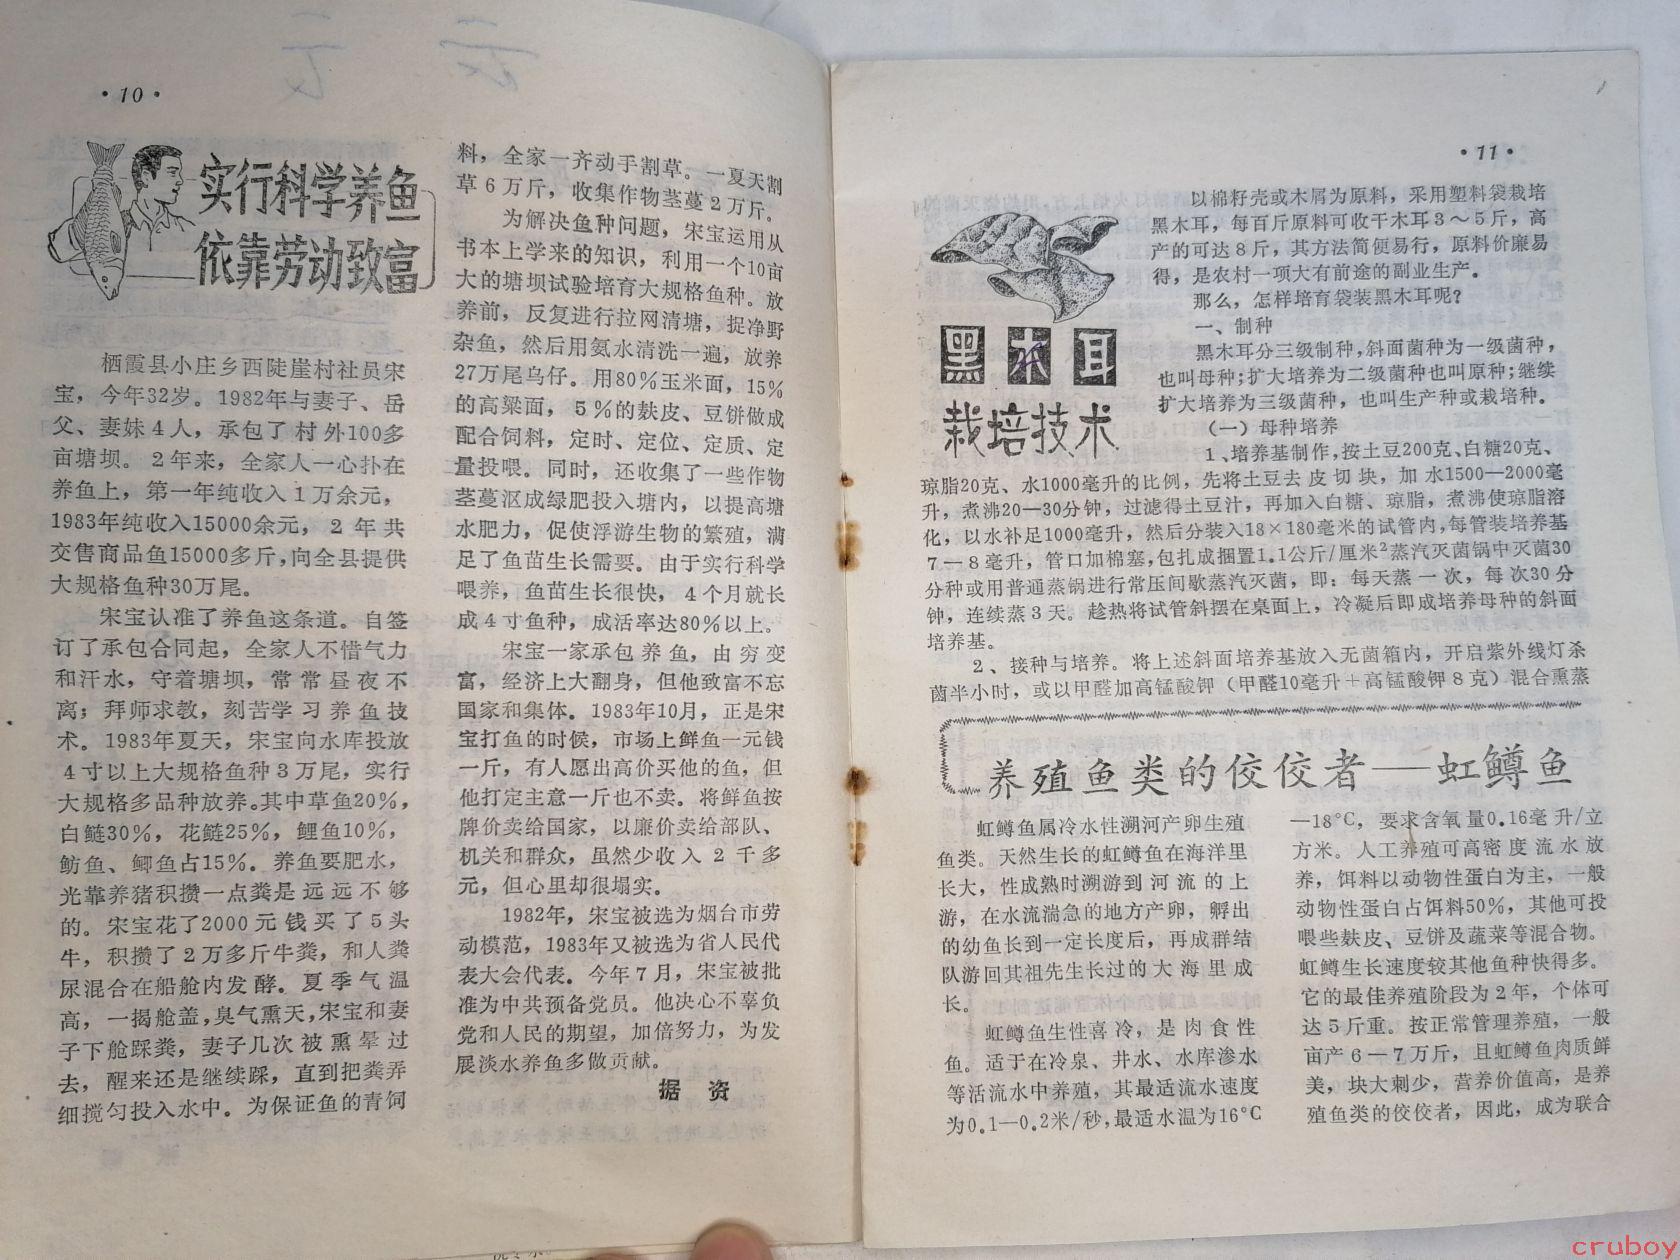 ·10·
实行科学养鱼
依靠劳动致富
栖霞县小庄乡西陡崖村社员宋
宝，今年32岁。1982年与妻子、岳
父、妻妹4人，承包了村外100多
亩塘坝。2年来，全家人一心扑在
养鱼上，第一年纯收入1万余元，
1983年纯收入15000余元，2年共
交售商品鱼15000多斤，向全县提供
大规格鱼种30万尾。
宋宝认准了养鱼这条道。自签
订了承包合同起，全家人不惜气力
和汗水，守着塘坝，常常昼夜不
离；拜师求教，刻苦学习养鱼技
术。1983年夏天，宋宝向水库投放
4寸以上大规格鱼种3万尾，实行
大规格多品种放养。其中草鱼20%，
白鲢30%，花鲢25%，鲤鱼10%，
鲂鱼、鲫鱼占15%。养鱼要肥水，
光靠养猪积攒一点粪是远远不够
的。宋宝花了2000元钱买了5头
牛，积攒了2万多斤牛粪，和人粪
尿混合在船舱内发酵。夏季气温
高，一揭舱盖，臭气熏天，宋宝和妻
子下舱踩粪，妻子几次被熏晕过
去，醒来还是继续踩，直到把粪弄
细搅匀投入水中。为保证鱼的青饲
料，全家一齐动手割草。一夏天割
草6万斤，收集作物茎蔓2万斤。
为解决鱼种问题，宋宝运用从
书本上学来的知识，利用一个10亩
大的塘坝试验培育大规格鱼种。放
养前，反复进行拉网清塘，捉净野
杂鱼，然后用氨水清洗一遍，放养
27万尾乌仔。用80%玉米面，15%
的高粱面，5%的麸皮、豆饼做成
配合饲料，定时、定位、定质、定
量投喂。同时，还收集了一些作物
茎蔓沤成绿肥投入塘内，以提高塘
水肥力，促使浮游生物的繁殖，满
足了鱼苗生长需要。由于实行科学
喂养，鱼苗生长很快，4个月就长
成4寸鱼种，成活率达80%以上。
宋宝一家承包养鱼，由穷变
富，经济上大翻身，但他致富不忘
国家和集体。1983年10月，正是宋
宝打鱼的时候，市场上鲜鱼一元钱
一斤，有人愿出高价买他的鱼，但
他打定主意一斤也不卖。将鲜鱼按
牌价卖给国家，以廉价卖给部队、
机关和群众，虽然少收入2千多
元，但心里却很塌实。
1982年，宋宝被选为烟台市劳
动模范，1983年又被选为省人民代
表大会代表。今年7月，宋宝被批
准为中共预备党员。他决心不辜负
党和人民的期望，加倍努力，为发
展淡水养鱼多做贡献。
据资
·11·
黑木耳
栽培技术
以棉籽壳或木屑为原料，采用塑料袋栽培
黑木耳，每百斤原料可收干木耳3～5斤，高
产的可达8斤，其方法简便易行，原料价廉易
得，是农村一项大有前途的副业生产。
那么，怎样培育袋装黑木耳呢？
一、制种
黑木耳分三级制种，斜面菌种为一级菌种，
也叫母种；扩大培养为二级菌种也叫原种；继续
扩大培养为三级菌种，也叫生产种或栽培种。
（一）母种培养
1、培养基制作，按土豆200克、白糖20克、
琼脂20克、水1000毫升的比例，先将土豆去皮切块，加水1500—2000毫
升，煮沸20—30分钟，过滤得土豆汁，再加入白糖、琼脂，煮沸使琼脂溶
化，以水补足1000毫升，然后分装入18×180毫米的试管内，每管装培养基
7—8毫升，管口加棉塞，包扎成捆置1.1公斤/厘米²蒸汽灭菌锅中灭菌30
分种或用普通蒸锅进行常压间歇蒸汽灭菌，即：每天蒸一次，每次30分
钟，连续蒸3天。趁热将试管斜摆在桌面上，冷凝后即成培养母种的斜面
培养基。
2、接种与培养。将上述斜面培养基放入无菌箱内，开启紫外线灯杀
菌半小时，或以甲醛加高锰酸钾（甲醛10毫升＋高锰酸钾8克）混合熏蒸
养殖鱼类的佼佼者——虹鳟鱼
虹鳟鱼属冷水性溯河产卵生殖
鱼类。天然生长的虹鳟鱼在海洋里
长大，性成熟时溯游到河流的上
游，在水流湍急的地方产卵，孵出
的幼鱼长到一定长度后，再成群结
队游回其祖先生长过的大海里成
长。
虹鳟鱼生性喜冷，是肉食性
鱼。适于在冷泉、井水、水库渗水
等活流水中养殖，其最适流水速度
为0.1—0.2米/秒，最适水温为16°C
—18°C，要求含氧量0.16毫升/立
方米。人工养殖可高密度流水放
养，饵料以动物性蛋白为主，一般
动物性蛋白占饵料50%，其他可投
喂些麸皮、豆饼及蔬菜等混合物。
虹鳟生长速度较其他鱼种快得多。
它的最佳养殖阶段为2年，个体可
达5斤重。按正常管理养殖，一般
亩产6—7万斤，且虹鳟鱼肉质鲜
美，块大刺少，营养价值高，是养
殖鱼类的佼佼者，因此，成为联合
cruboy